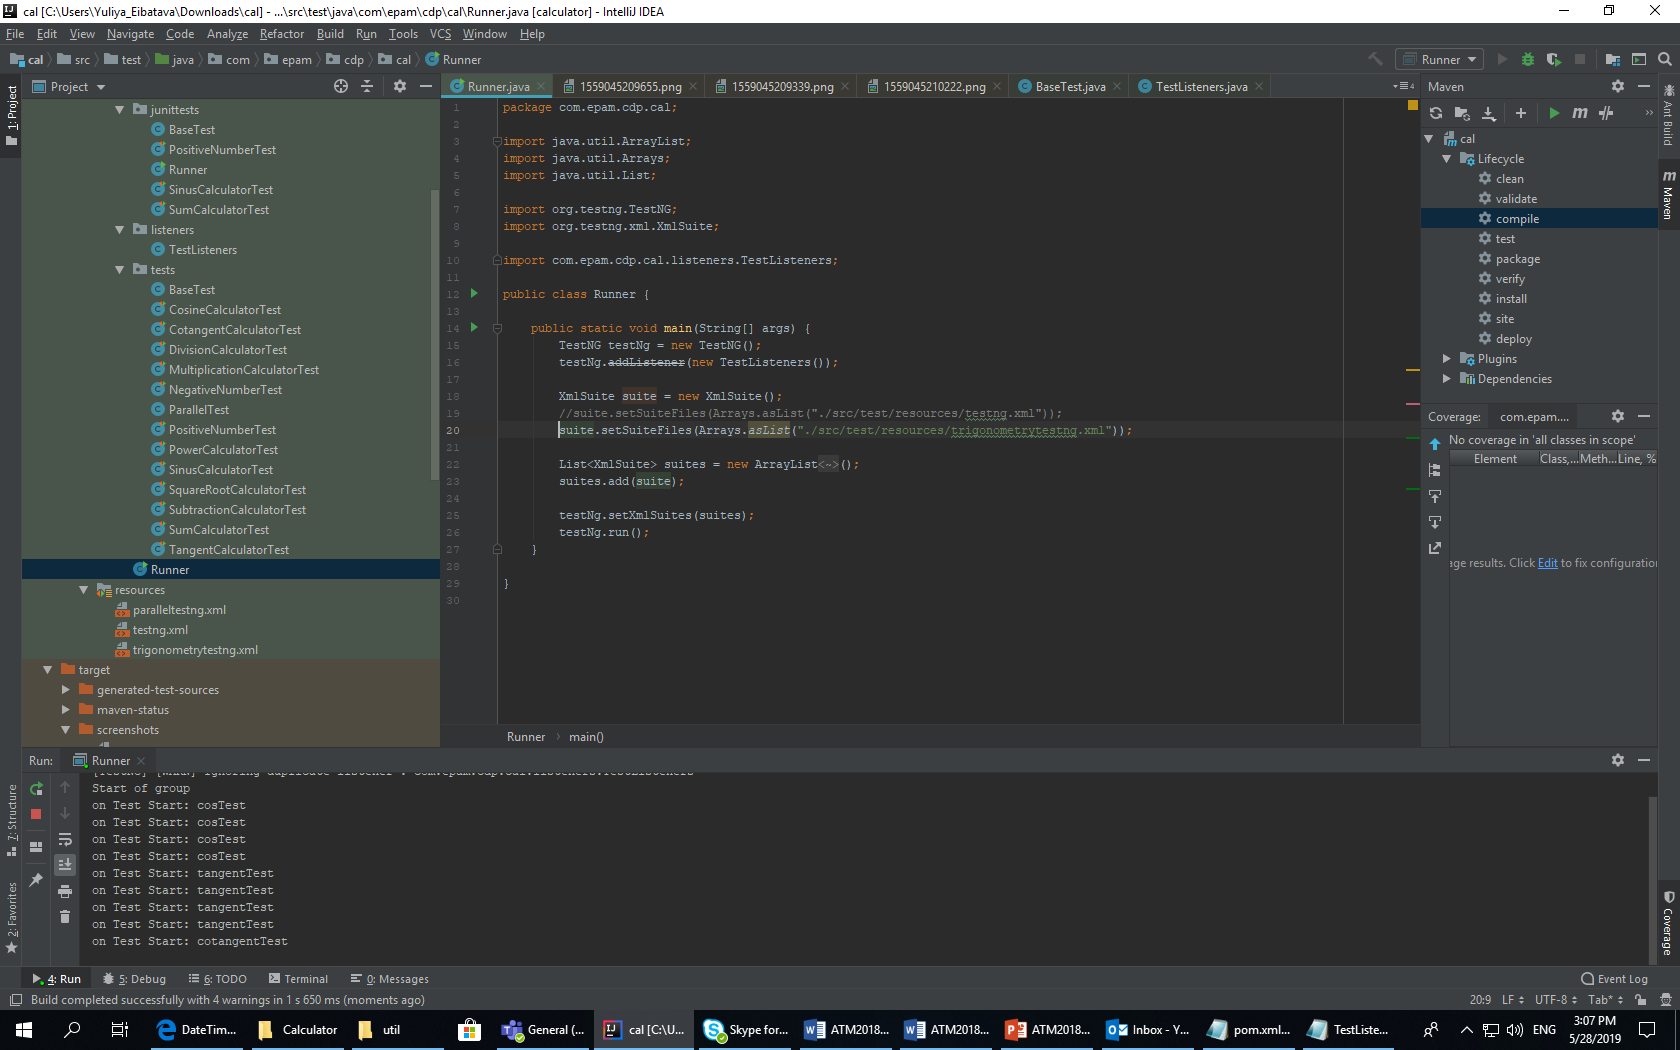 cal [C:\Users\Yuliya_Eibatava\Downloads\cal] - ...\src\test\java\com\epam\cdp\cal\Runner.java [calculator] - IntelliJ IDEA
File Edit View Navigate Code Analyze Refactor Build Run Tools VCS Window Help
cal src test java com epam cdp cal Runner
Runner
Project
Runner.java 1559045209655.png 1559045209339.png 1559045210222.png BaseTest.java TestListeners.java
Maven
1: Project
junittests
BaseTest
PositiveNumberTest
Runner
SinusCalculatorTest
SumCalculatorTest
listeners
TestListeners
tests
BaseTest
CosineCalculatorTest
CotangentCalculatorTest
DivisionCalculatorTest
MultiplicationCalculatorTest
NegativeNumberTest
ParallelTest
PositiveNumberTest
PowerCalculatorTest
SinusCalculatorTest
SquareRootCalculatorTest
SubtractionCalculatorTest
SumCalculatorTest
TangentCalculatorTest
Runner
resources
paralleltestng.xml
testng.xml
trigonometrytestng.xml
target
generated-test-sources
maven-status
screenshots
1 package com.epam.cdp.cal;
2
3 import java.util.ArrayList;
4 import java.util.Arrays;
5 import java.util.List;
6
7 import org.testng.TestNG;
8 import org.testng.xml.XmlSuite;
9
10 import com.epam.cdp.cal.listeners.TestListeners;
11
12 public class Runner {
13
14 public static void main(String[] args) {
15 TestNG testNg = new TestNG();
16 testNg.addListener(new TestListeners());
17
18 XmlSuite suite = new XmlSuite();
19 //suite.setSuiteFiles(Arrays.asList("./src/test/resources/testng.xml"));
20 suite.setSuiteFiles(Arrays.asList("./src/test/resources/trigonometrytestng.xml"));
21
22 List<XmlSuite> suites = new ArrayList<~>();
23 suites.add(suite);
24
25 testNg.setXmlSuites(suites);
26 testNg.run();
27 }
28
29 }
30
Runner main()
cal
Lifecycle
clean
validate
compile
test
package
verify
install
site
deploy
Plugins
Dependencies
Ant Build
Maven
Coverage: com.epam....
No coverage in 'all classes in scope'
Element Class,... Meth... Line, %
age results. Click Edit to fix configuration
Coverage
7: Structure
2: Favorites
Run: Runner
[TestNG] [WARN] Ignoring duplicate listener : com.epam.cdp.cal.listeners.TestListeners
Start of group
on Test Start: cosTest
on Test Start: cosTest
on Test Start: cosTest
on Test Start: cosTest
on Test Start: tangentTest
on Test Start: tangentTest
on Test Start: tangentTest
on Test Start: tangentTest
on Test Start: cotangentTest
4: Run 5: Debug 6: TODO Terminal 0: Messages Event Log
Build completed successfully with 4 warnings in 1 s 650 ms (moments ago) 20:9 LF UTF-8 Tab*
DateTim... Calculator util General (... cal [C:\U... Skype for... ATM2018... ATM2018... ATM2018... Inbox - Y... pom.xml... TestListe... ENG 3:07 PM
5/28/2019